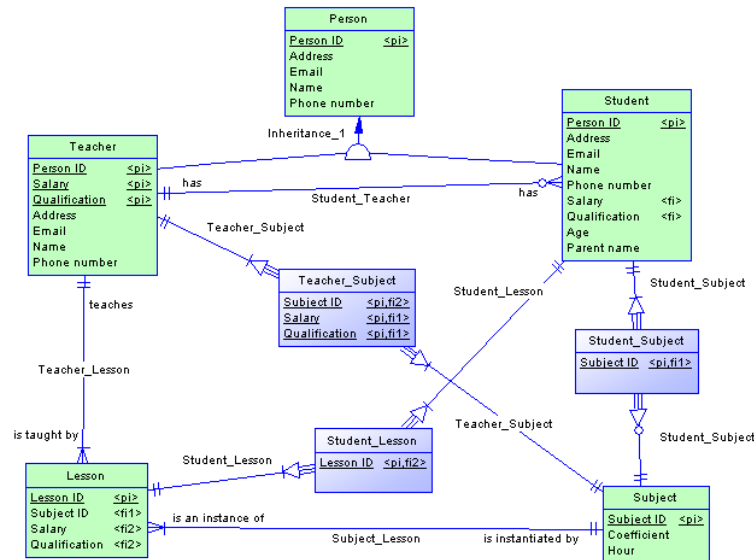 Person
Person ID <pi>
Address
Email
Name
Phone number
Inheritance_1
Student
Person ID <pi>
Address
Email
Name
Phone number
Salary <fi>
Qualification <fi>
Age
Parent name
Teacher
Person ID <pi>
Salary <pi>
Qualification <pi>
Address
Email
Name
Phone number
has
Student_Teacher
has
Teacher_Subject
Teacher_Subject
Subject ID <pi,fi2>
Salary <pi,fi1>
Qualification <pi,fi1>
Student_Lesson
Student_Subject
Student_Subject
Subject ID <pi,fi1>
Student_Subject
teaches
Teacher_Lesson
is taught by
Teacher_Subject
Student_Lesson
Lesson ID <pi,fi2>
Student_Lesson
Lesson
Lesson ID <pi>
Subject ID <fi1>
Salary <fi2>
Qualification <fi2>
is an instance of
Subject_Lesson
is instantiated by
Subject
Subject ID <pi>
Coefficient
Hour